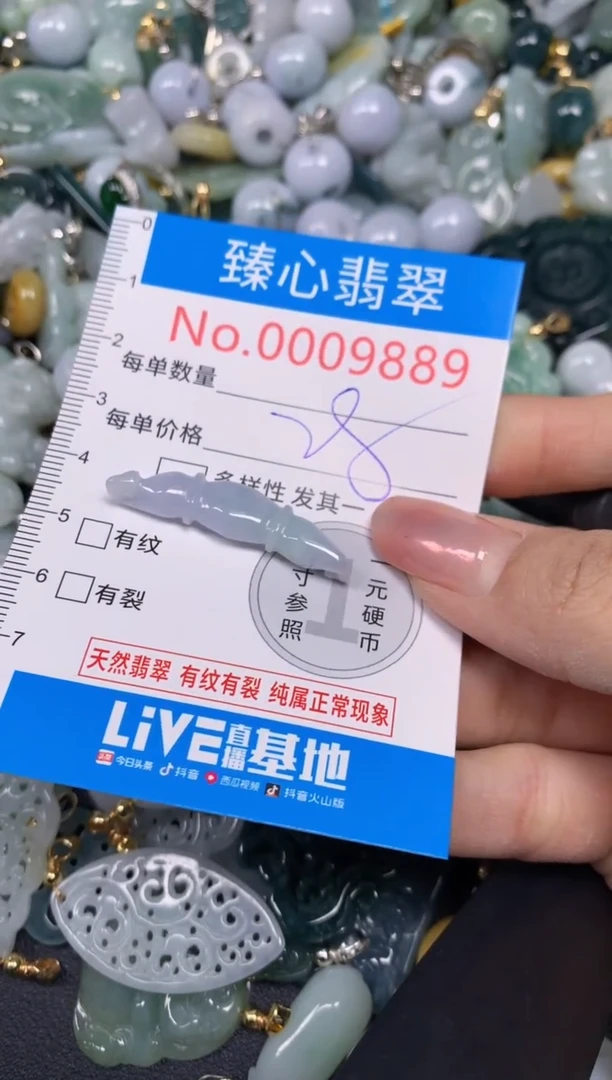 臻心翡翠
No.0009889
每单数量
每单价格 28
多样性 发其一
有纹
有裂
寸参照
一元硬币
1
天然翡翠 有纹有裂 纯属正常现象
LiVE直播基地
头条 今日头条 抖音 西瓜视频 抖音火山版
0
1
2
3
4
5
6
7